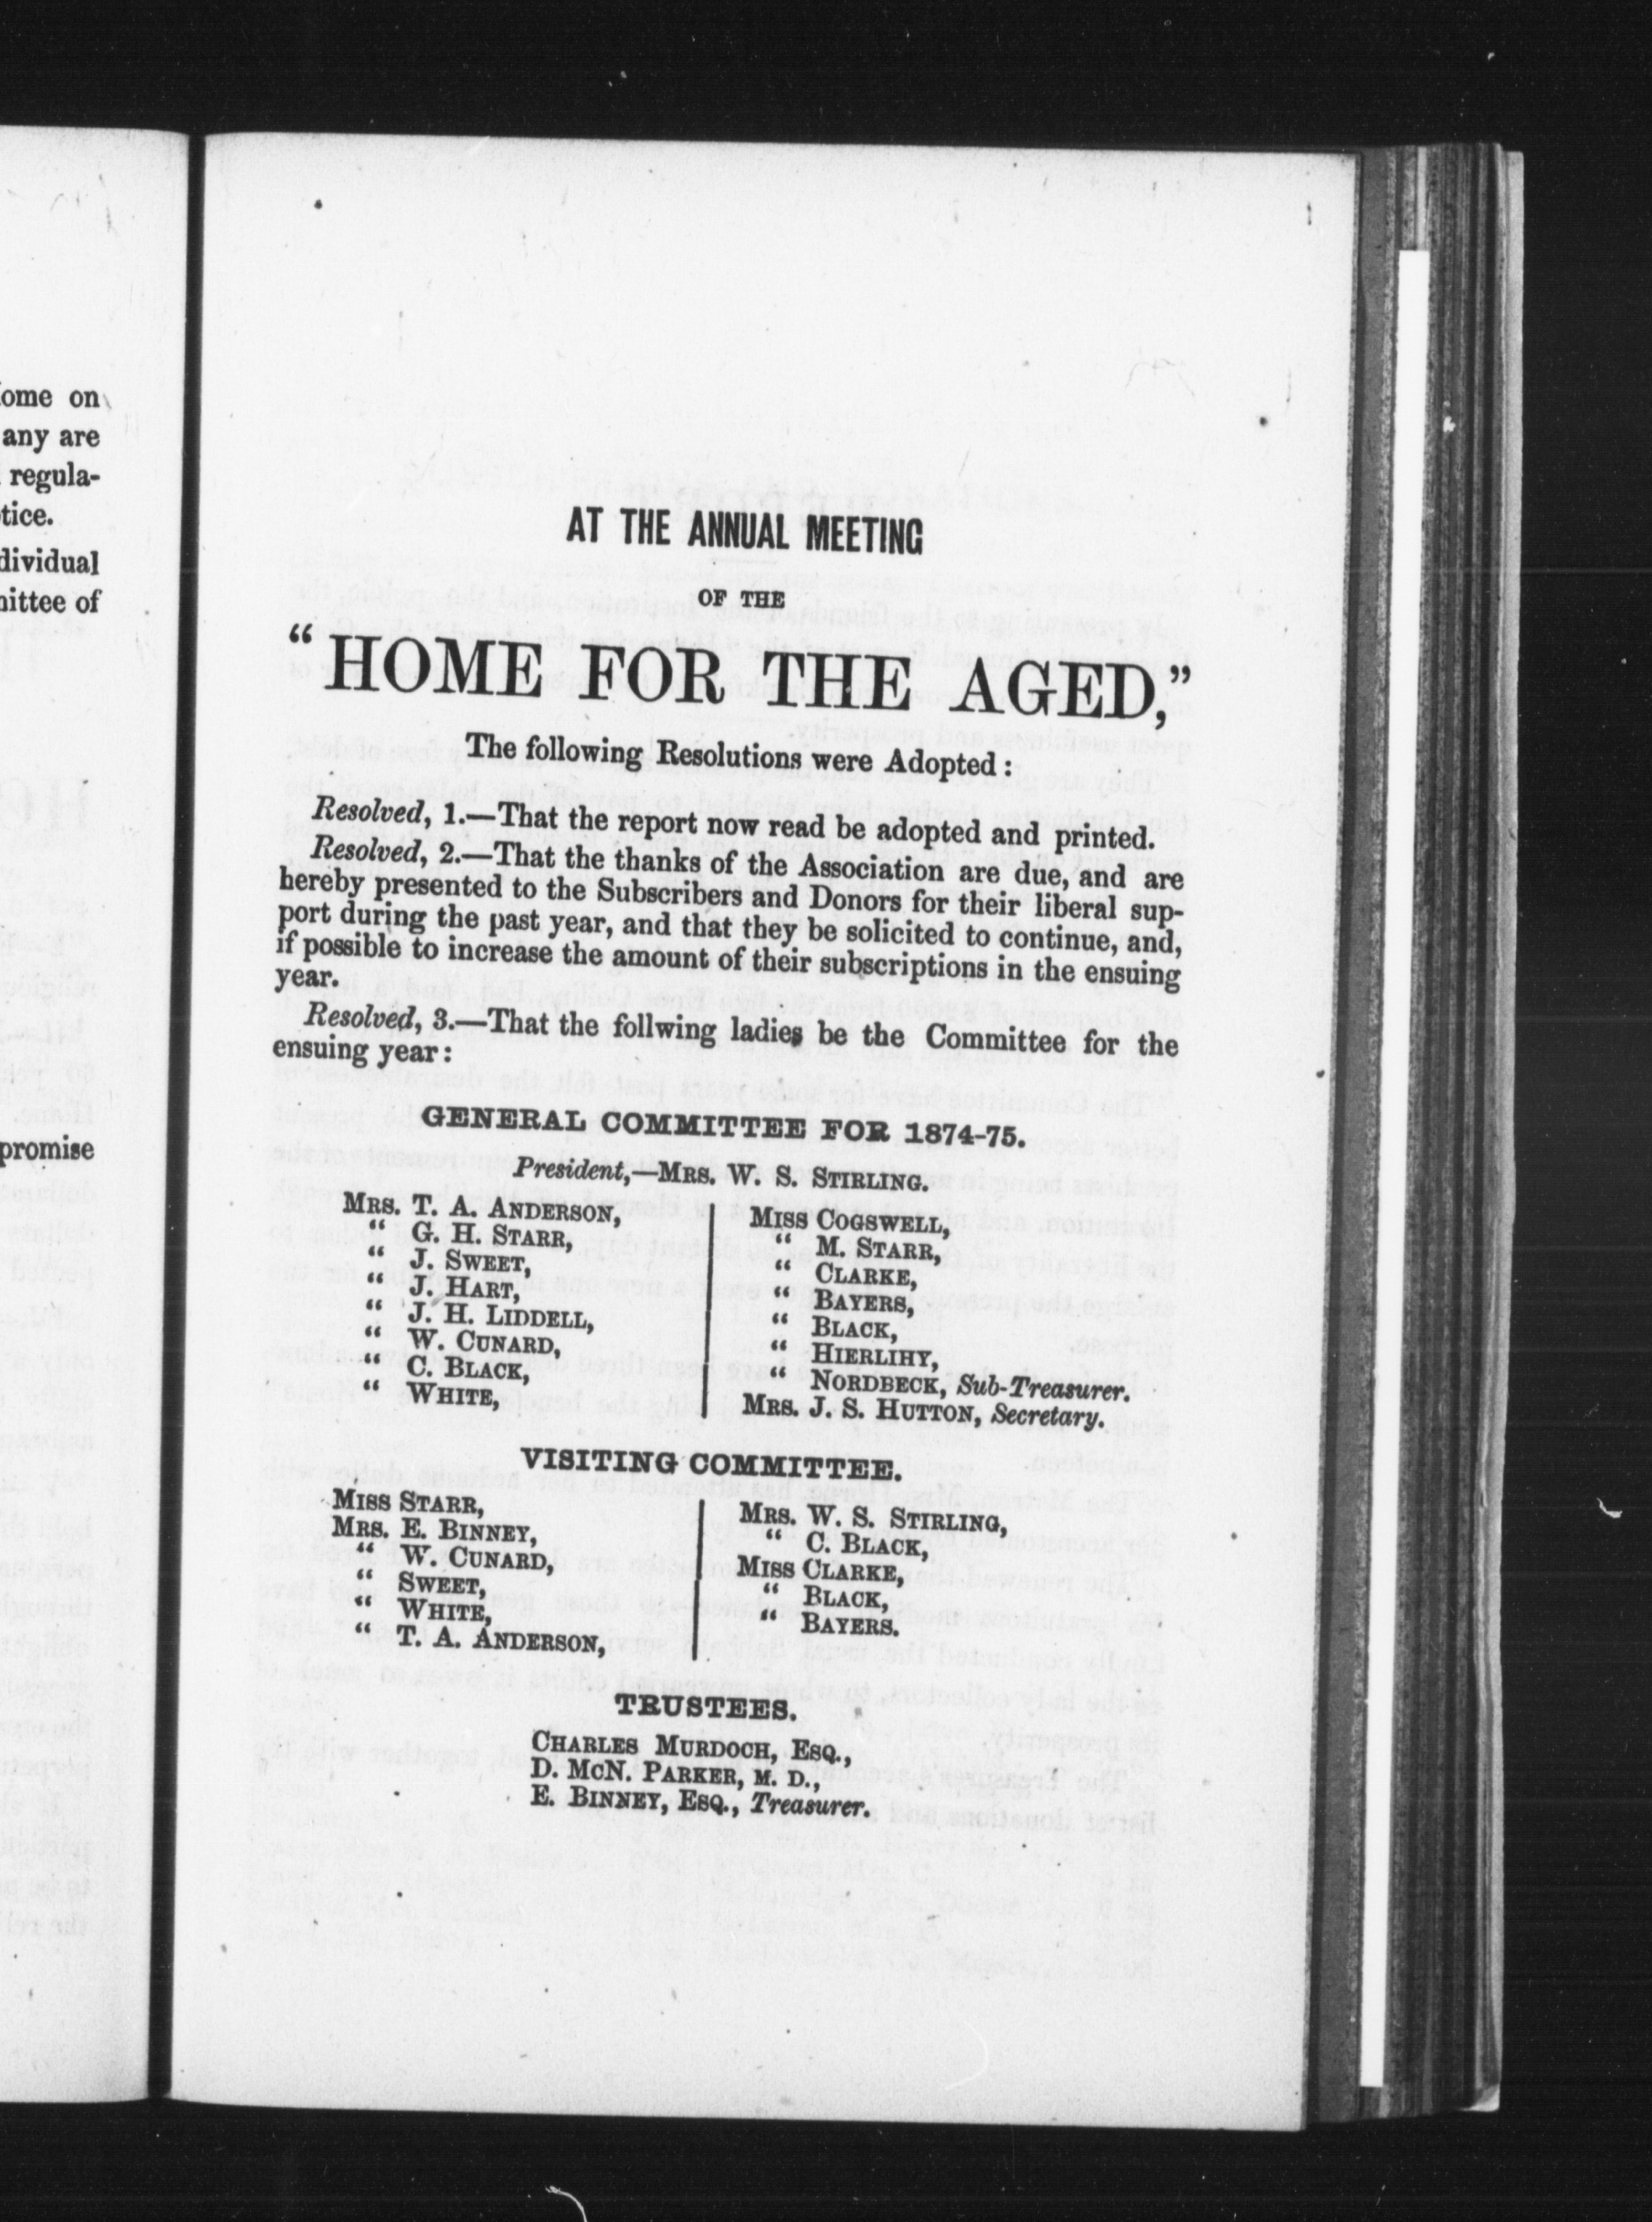 ome on
any are
regula-
tice.
dividual
mittee of
promise
AT THE ANNUAL MEETING
OF THE
"HOME FOR THE AGED,"
The following Resolutions were Adopted:
Resolved, 1.—That the report now read be adopted and printed.
Resolved, 2.—That the thanks of the Association are due, and are
hereby presented to the Subscribers and Donors for their liberal sup-
port during the past year, and that they be solicited to continue, and,
if possible to increase the amount of their subscriptions in the ensuing
year.
Resolved, 3.—That the follwing ladies be the Committee for the
ensuing year:
GENERAL COMMITTEE FOR 1874-75.
President,—MRS. W. S. STIRLING.
MRS. T. A. ANDERSON,
" G. H. STARR,
" J. SWEET,
" J. HART,
" J. H. LIDDELL,
" W. CUNARD,
" C. BLACK,
" WHITE,
MISS COGSWELL,
" M. STARR,
" CLARKE,
" BAYERS,
" BLACK,
" HIERLIHY,
" NORDBECK, Sub-Treasurer.
MRS. J. S. HUTTON, Secretary.
VISITING COMMITTEE.
MISS STARR,
MRS. E. BINNEY,
" W. CUNARD,
" SWEET,
" WHITE,
" T. A. ANDERSON,
MRS. W. S. STIRLING,
" C. BLACK,
MISS CLARKE,
" BLACK,
" BAYERS.
TRUSTEES.
CHARLES MURDOCH, ESQ.,
D. MCN. PARKER, M. D.,
E. BINNEY, ESQ., Treasurer.